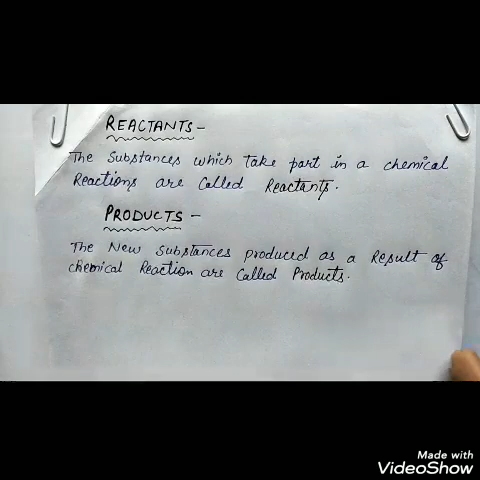 REACTANTS-
The Substances which take part in a chemical
Reactions are Called Reactants.
PRODUCTS -
The New Substances produced as a Result of
chemical Reaction are Called Products.
Made with
VideoShow